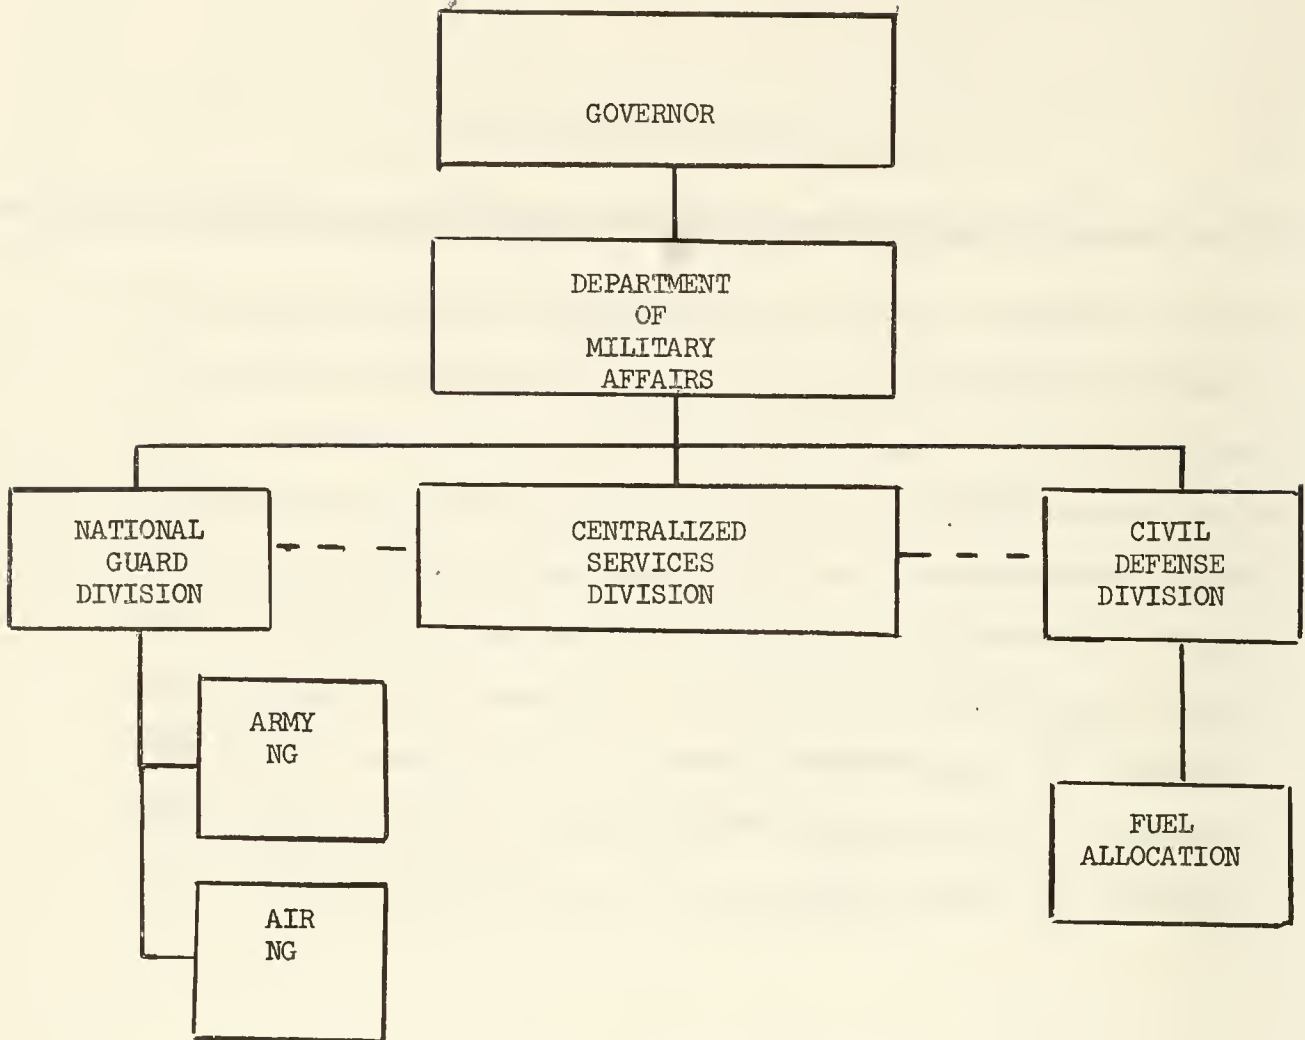 GOVERNOR
DEPARTMENT
OF
MILITARY
AFFAIRS
NATIONAL
GUARD
DIVISION
CENTRALIZED
SERVICES
DIVISION
CIVIL
DEFENSE
DIVISION
ARMY
NG
AIR
NG
FUEL
ALLOCATION